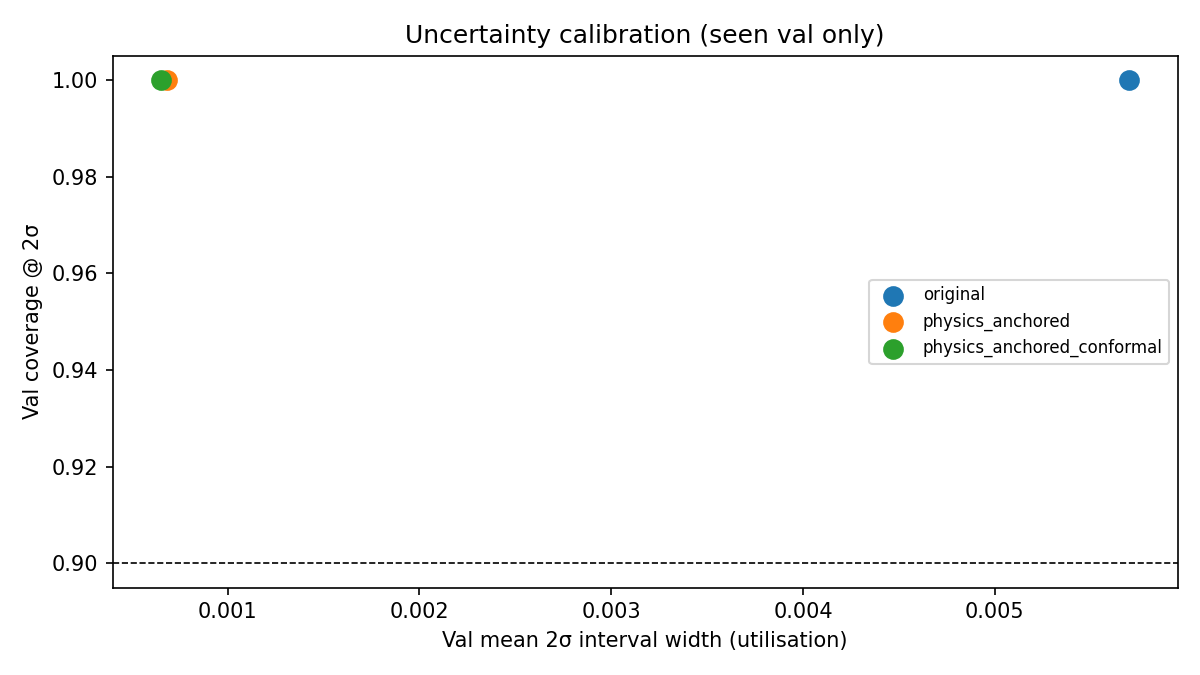 Uncertainty calibration (seen val only)
1.00
0.98
0.96
0.94
0.92
0.90
Val coverage @ 2σ
original
physics_anchored
physics_anchored_conformal
0.001 0.002 0.003 0.004 0.005
Val mean 2σ interval width (utilisation)